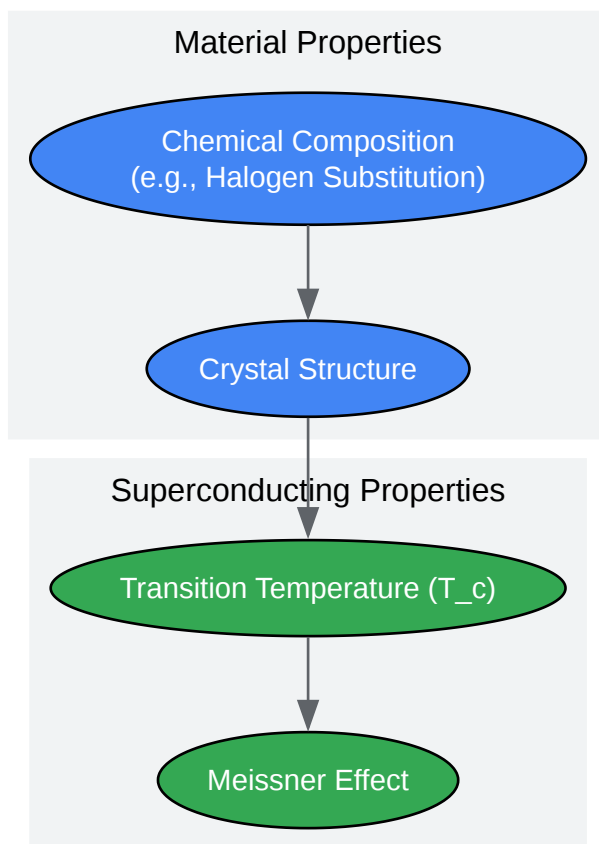 Material Properties
Chemical Composition
(e.g., Halogen Substitution)
Crystal Structure
Superconducting Properties
Transition Temperature (T_c)
Meissner Effect